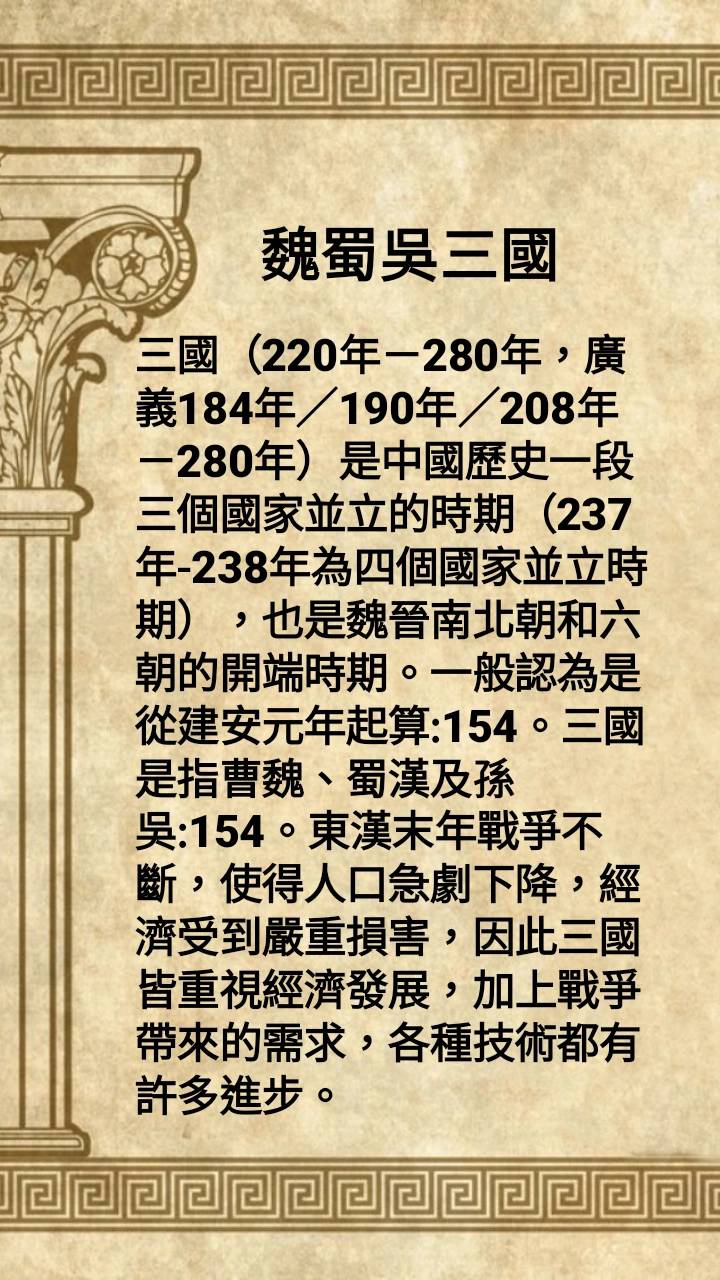 魏蜀吳三國
三國（220年－280年，廣
義184年／190年／208年
－280年）是中國歷史一段
三個國家並立的時期（237
年-238年為四個國家並立時
期），也是魏晉南北朝和六
朝的開端時期。一般認為是
從建安元年起算:154。三國
是指曹魏、蜀漢及孫
吳:154。東漢末年戰爭不
斷，使得人口急劇下降，經
濟受到嚴重損害，因此三國
皆重視經濟發展，加上戰爭
帶來的需求，各種技術都有
許多進步。